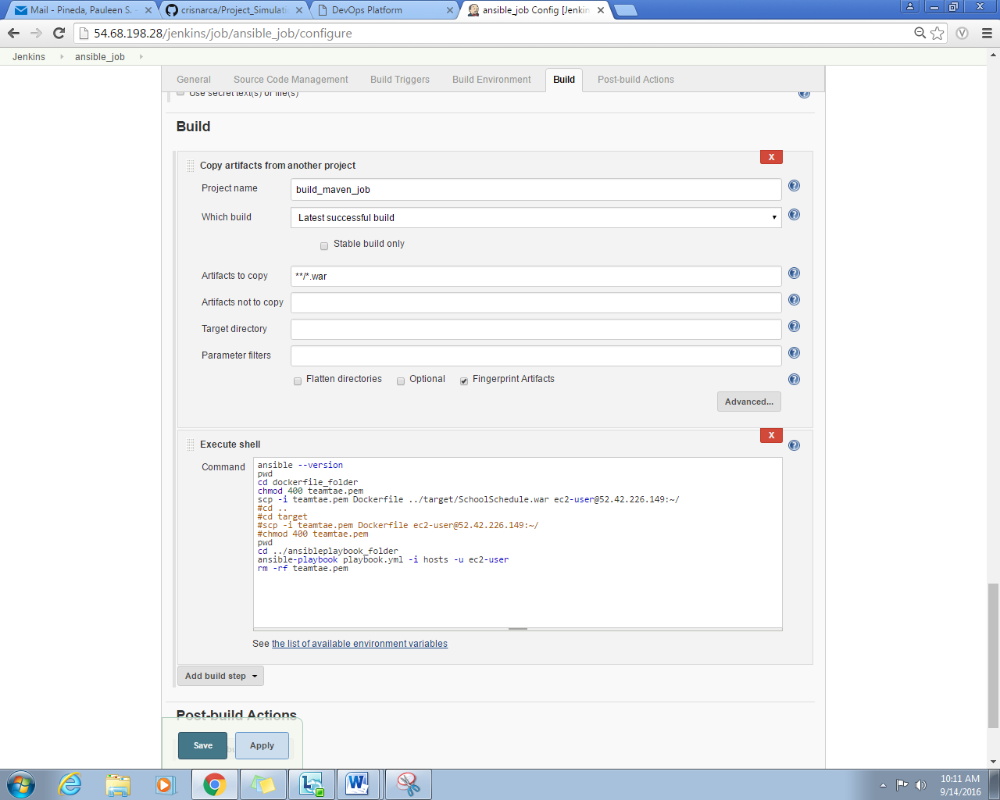 Mail - Pineda, Pauleen S. -
crisnarca/Project_Simulati
DevOps Platform
ansible_job Config [Jenkin
54.68.198.28/jenkins/job/ansible_job/configure
Jenkins
ansible_job
General
Source Code Management
Build Triggers
Build Environment
Build
Post-build Actions
Use secret text(s) or file(s)
Build
X
Copy artifacts from another project
Project name
build_maven_job
Which build
Latest successful build
Stable build only
Artifacts to copy
**/*.war
Artifacts not to copy
Target directory
Parameter filters
Flatten directories
Optional
Fingerprint Artifacts
Advanced...
X
Execute shell
Command
ansible --version
pwd
cd dockerfile_folder
chmod 400 teamtae.pem
scp -i teamtae.pem Dockerfile ../target/SchoolSchedule.war ec2-user@52.42.226.149:~/
#cd ..
#cd target
#scp -i teamtae.pem Dockerfile ec2-user@52.42.226.149:~/
#chmod 400 teamtae.pem
pwd
cd ../ansibleplaybook_folder
ansible-playbook playbook.yml -i hosts -u ec2-user
rm -rf teamtae.pem
See the list of available environment variables
Add build step
Post-build Actions
Save
Apply
10:11 AM
9/14/2016